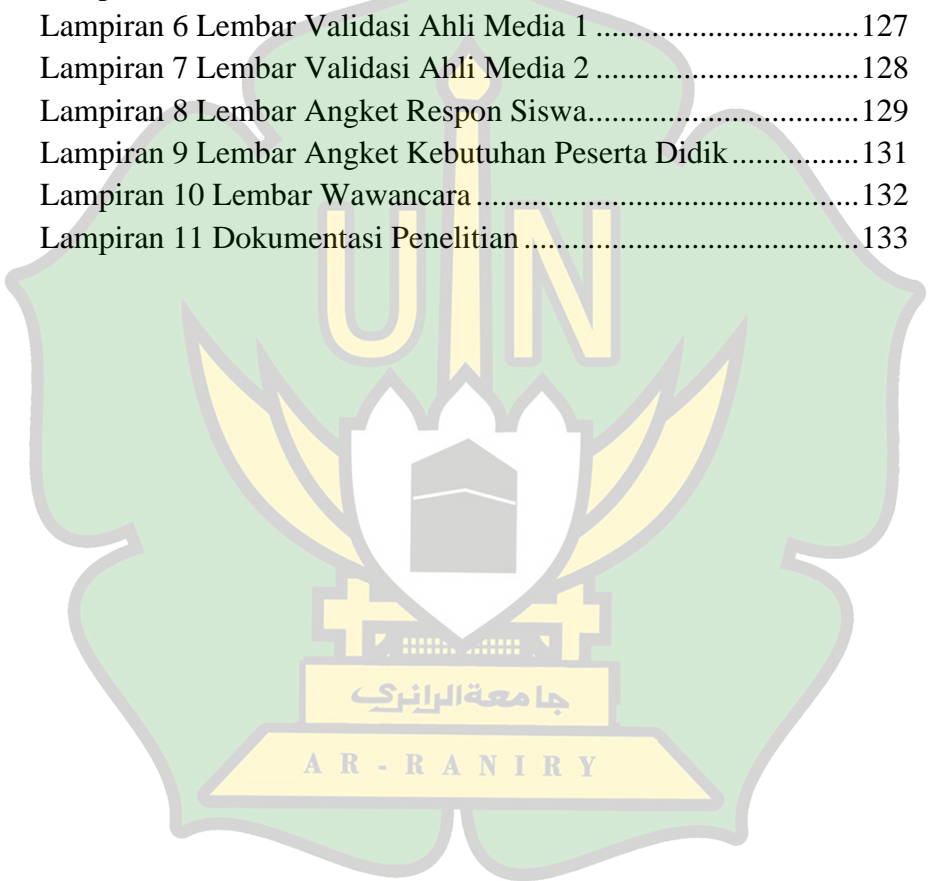 Lampiran 6 Lembar Validasi Ahli Media 1 ................................127
Lampiran 7 Lembar Validasi Ahli Media 2 ................................128
Lampiran 8 Lembar Angket Respon Siswa.................................129
Lampiran 9 Lembar Angket Kebutuhan Peserta Didik...............131
Lampiran 10 Lembar Wawancara ..............................................132
Lampiran 11 Dokumentasi Penelitian ........................................133
UIN
جامعة الرانري
AR-RANIRY